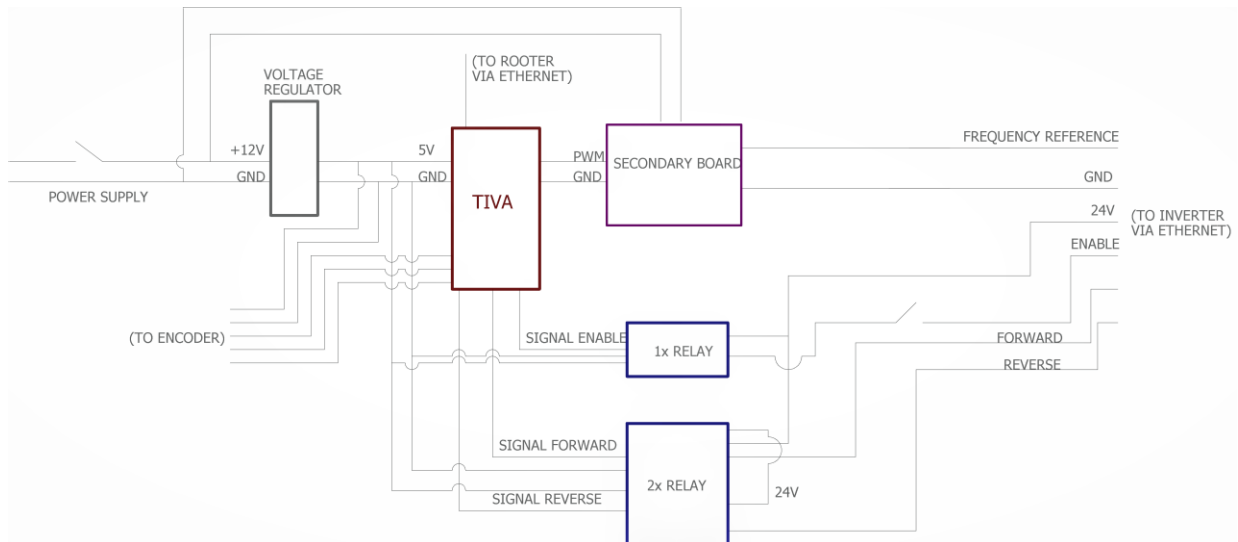 (TO ROOTER
VIA ETHERNET)
VOLTAGE
REGULATOR
+12V
GND
POWER SUPPLY
5V
GND
TIVA
PWM
GND
SECONDARY BOARD
FREQUENCY REFERENCE
GND
24V
(TO INVERTER
VIA ETHERNET)
ENABLE
(TO ENCODER)
SIGNAL ENABLE
1x RELAY
FORWARD
REVERSE
SIGNAL FORWARD
SIGNAL REVERSE
2x RELAY
24V